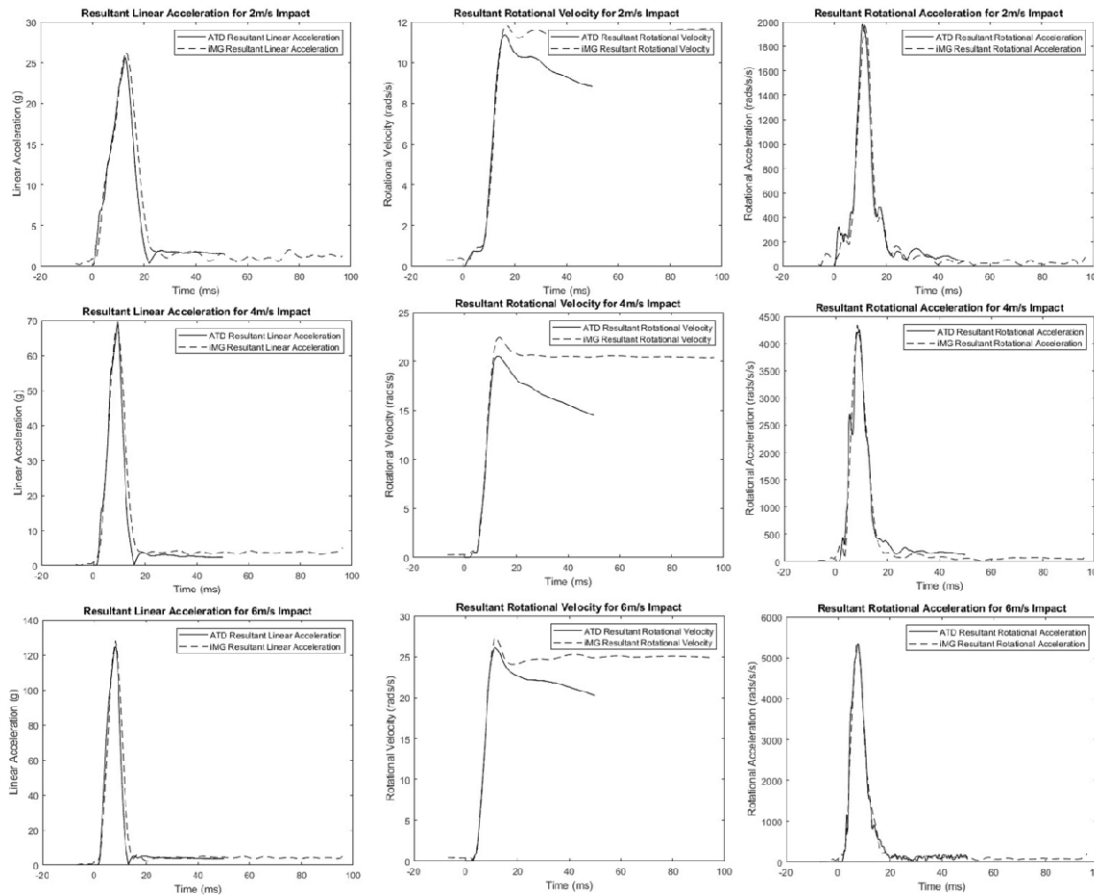 Resultant Linear Acceleration for 2m/s Impact
30
25
20
15
10
5
0
Linear Acceleration (g)
ATD Resultant Linear Acceleration
iMG Resultant Linear Acceleration
-20 0 20 40 60 80 100
Time (ms)
Resultant Rotational Velocity for 2m/s Impact
12
10
8
6
4
2
0
Rotational Velocity (rads/s)
ATD Resultant Rotational Velocity
iMG Resultant Rotational Velocity
-20 0 20 40 60 80 100
Time (ms)
Resultant Rotational Acceleration for 2m/s Impact
2000
1800
1600
1400
1200
1000
800
600
400
200
0
Rotational Acceleration (rads/s/s)
ATD Resultant Rotational Acceleration
iMG Resultant Rotational Acceleration
-20 0 20 40 60 80 100
Time (ms)
Resultant Linear Acceleration for 4m/s Impact
70
60
50
40
30
20
10
0
Linear Acceleration (g)
ATD Resultant Linear Acceleration
iMG Resultant Linear Acceleration
-20 0 20 40 60 80 100
Time (ms)
Resultant Rotational Velocity for 4m/s Impact
25
20
15
10
5
0
Rotational Velocity (rads/s)
ATD Resultant Rotational Velocity
iMG Resultant Rotational Velocity
-20 0 20 40 60 80 100
Time (ms)
Resultant Rotational Acceleration for 4m/s Impact
4500
4000
3500
3000
2500
2000
1500
1000
500
0
Rotational Acceleration (rads/s/s)
ATD Resultant Rotational Acceleration
iMG Resultant Rotational Acceleration
-20 0 20 40 60 80 100
Time (ms)
Resultant Linear Acceleration for 6m/s Impact
140
120
100
80
60
40
20
0
Linear Acceleration (g)
ATD Resultant Linear Acceleration
iMG Resultant Linear Acceleration
-20 0 20 40 60 80 100
Time (ms)
Resultant Rotational Velocity for 6m/s Impact
30
25
20
15
10
5
0
Rotational Velocity (rads/s)
ATD Resultant Rotational Velocity
iMG Resultant Rotational Velocity
-20 0 20 40 60 80 100
Time (ms)
Resultant Rotational Acceleration for 6m/s Impact
6000
5000
4000
3000
2000
1000
0
Rotational Acceleration (rads/s/s)
ATD Resultant Rotational Acceleration
iMG Resultant Rotational Acceleration
-20 0 20 40 60 80 100
Time (ms)